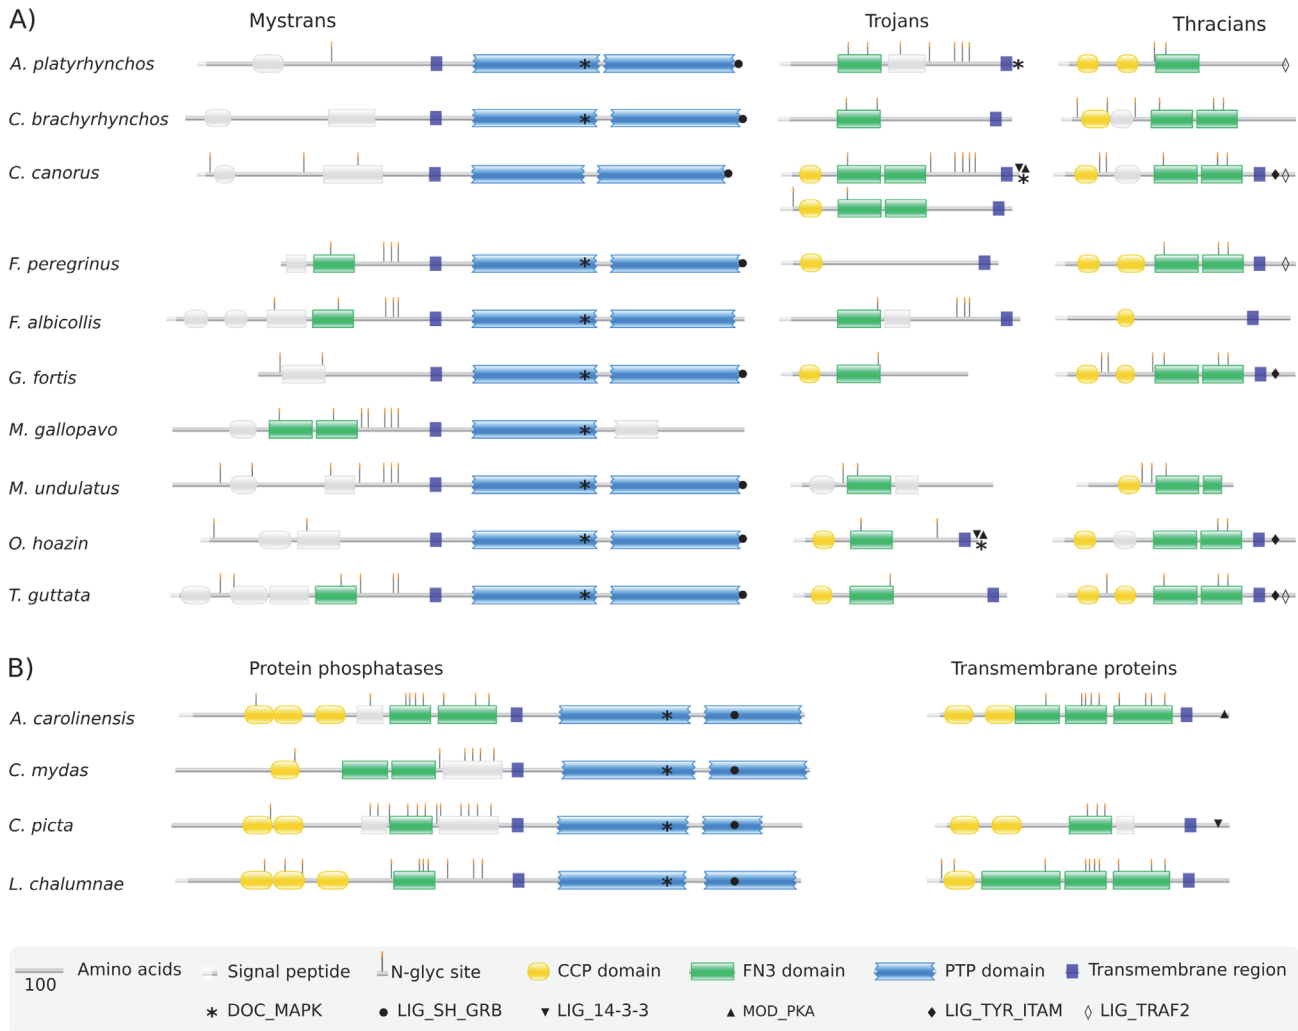 A)
Mystrans
Trojans
Thracians
A. platyrhynchos
C. brachyrhynchos
C. canorus
F. peregrinus
F. albicollis
G. fortis
M. gallopavo
M. undulatus
O. hoazin
T. guttata
B)
Protein phosphatases
Transmembrane proteins
A. carolinensis
C. mydas
C. picta
L. chalumnae
100
Amino acids
Signal peptide
N-glyc site
CCP domain
FN3 domain
PTP domain
Transmembrane region
DOC_MAPK
LIG_SH_GRB
LIG_14-3-3
MOD_PKA
LIG_TYR_ITAM
LIG_TRAF2